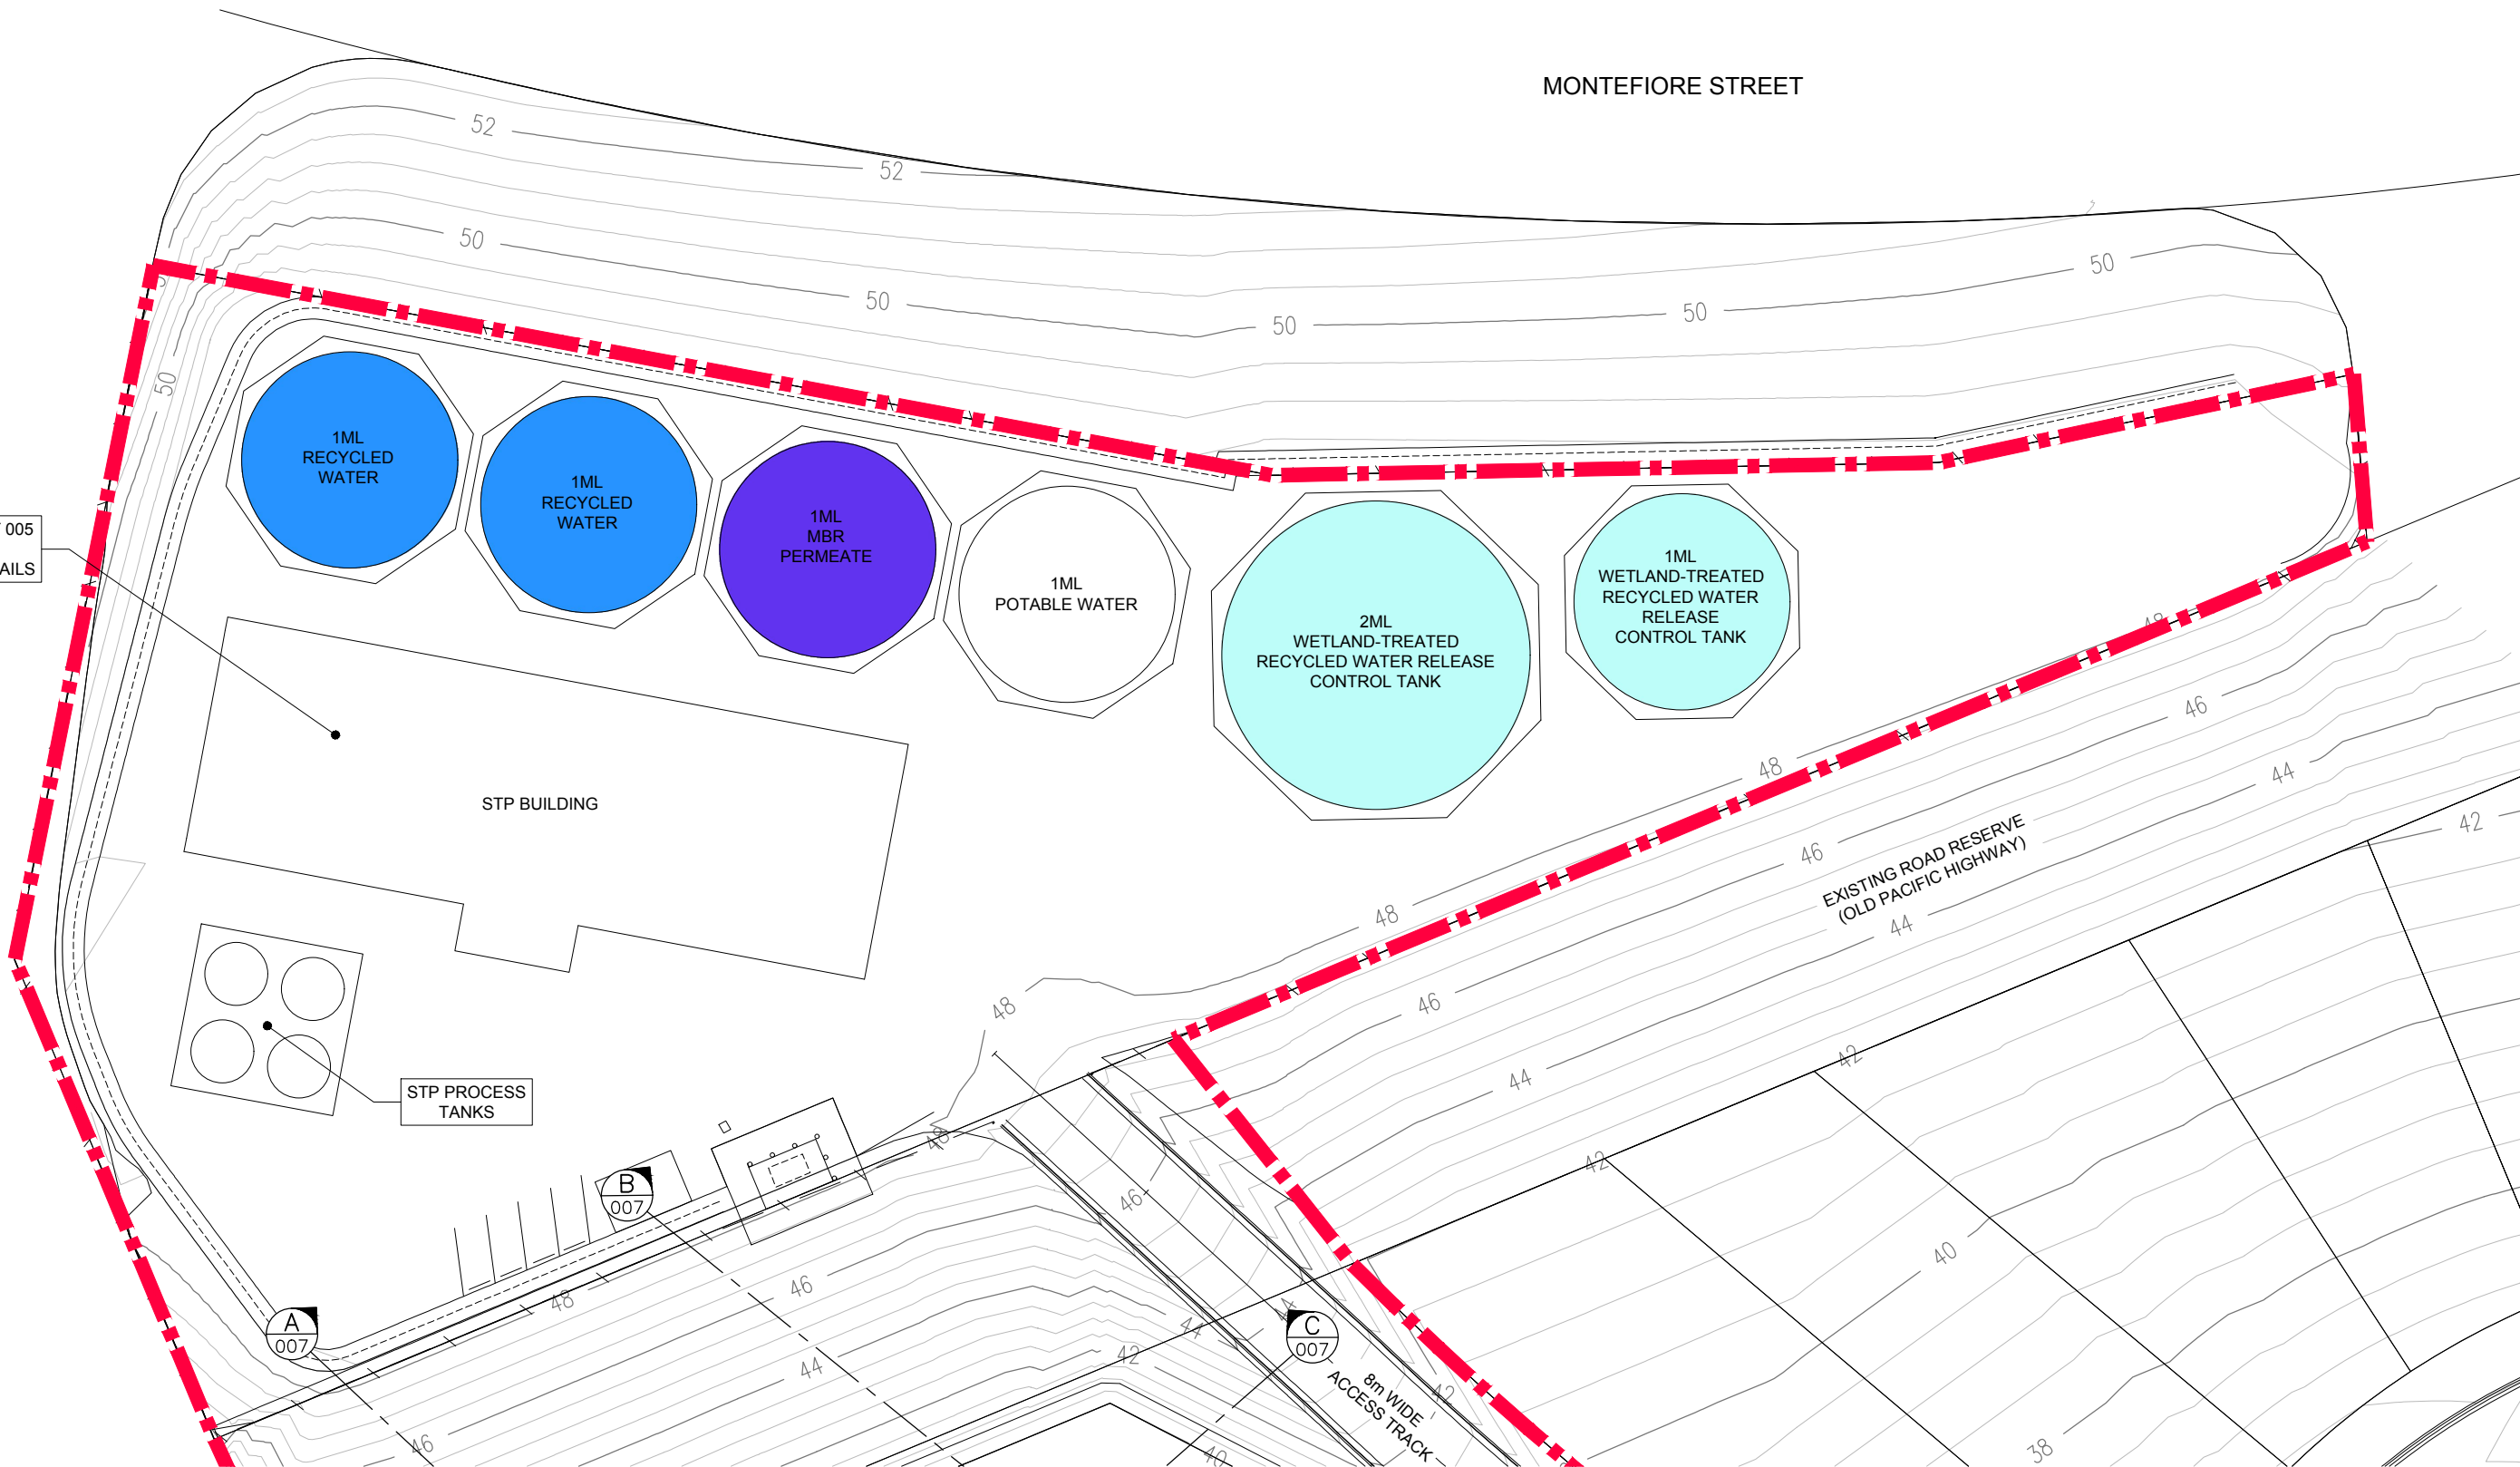 MONTEFIORE STREET
52
52
50
50
50
50
50
50
1ML
RECYCLED
WATER
1ML
RECYCLED
WATER
1ML
MBR
PERMEATE
1ML
POTABLE WATER
2ML
WETLAND-TREATED
RECYCLED WATER RELEASE
CONTROL TANK
1ML
WETLAND-TREATED
RECYCLED WATER
RELEASE
CONTROL TANK
005
AILS
STP BUILDING
STP PROCESS
TANKS
EXISTING ROAD RESERVE
(OLD PACIFIC HIGHWAY)
48
48
48
48
48
48
46
46
46
46
46
46
44
44
44
44
44
44
42
42
42
42
42
40
40
38
A
007
B
007
C
007
8m WIDE
ACCESS TRACK